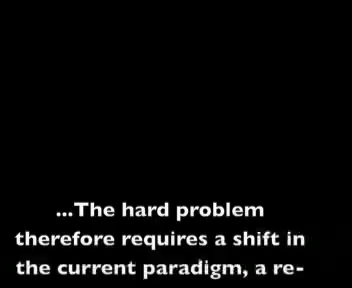 ...The hard problem
therefore requires a shift in
the current paradigm, a re-